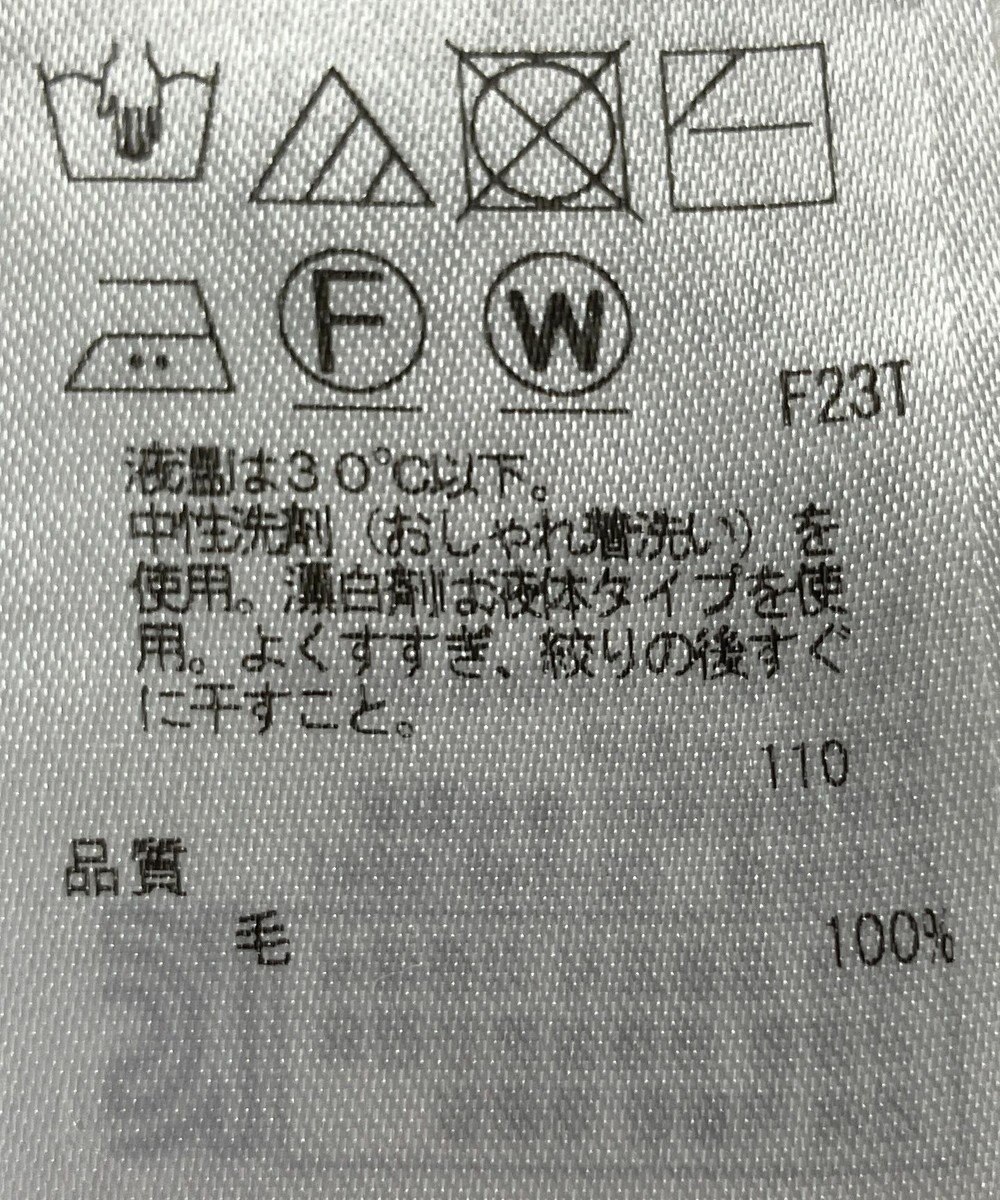 F W
F23T
液温は30℃以下。
中性洗剤（おしゃれ着洗い）を
使用。漂白剤は液体タイプを使
用。よくすすぎ、絞りの後すぐ
に干すこと。
110
品質
毛 100%